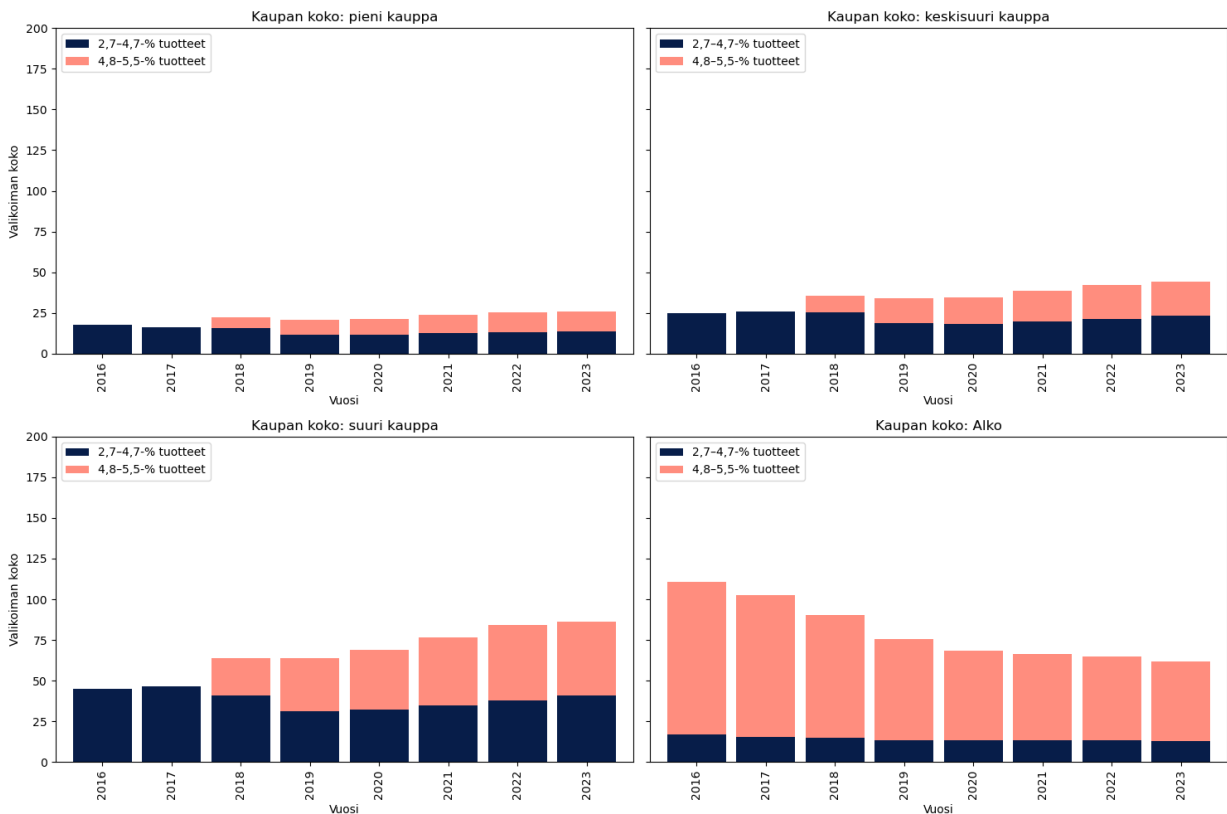 Kaupan koko: pieni kauppa
2,7–4,7-% tuotteet
4,8–5,5-% tuotteet
Valikoiman koko
200
175
150
125
100
75
50
25
0
2016
2017
2018
2019
2020
2021
2022
2023
Vuosi
Kaupan koko: keskisuuri kauppa
2,7–4,7-% tuotteet
4,8–5,5-% tuotteet
2016
2017
2018
2019
2020
2021
2022
2023
Vuosi
Kaupan koko: suuri kauppa
2,7–4,7-% tuotteet
4,8–5,5-% tuotteet
Valikoiman koko
200
175
150
125
100
75
50
25
0
2016
2017
2018
2019
2020
2021
2022
2023
Vuosi
Kaupan koko: Alko
2,7–4,7-% tuotteet
4,8–5,5-% tuotteet
2016
2017
2018
2019
2020
2021
2022
2023
Vuosi